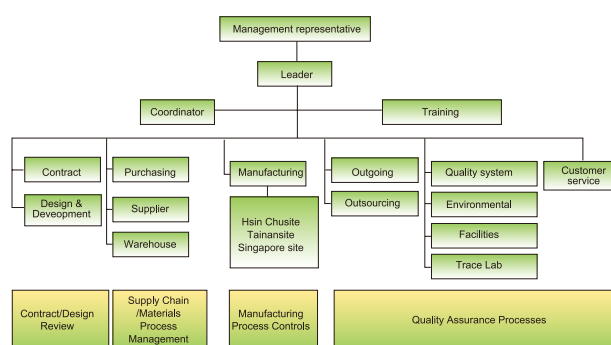 Management representative
Leader
Coordinator
Training
Contract
Design &
Deveopment
Purchasing
Supplier
Warehouse
Manufacturing
Hsin Chusite
Tainansite
Singapore site
Outgoing
Outsourcing
Quality system
Environmental
Facilities
Trace Lab
Customer
service
Contract/Design
Review
Supply Chain
/Materials
Process
Management
Manufacturing
Process Controls
Quality Assurance Processes